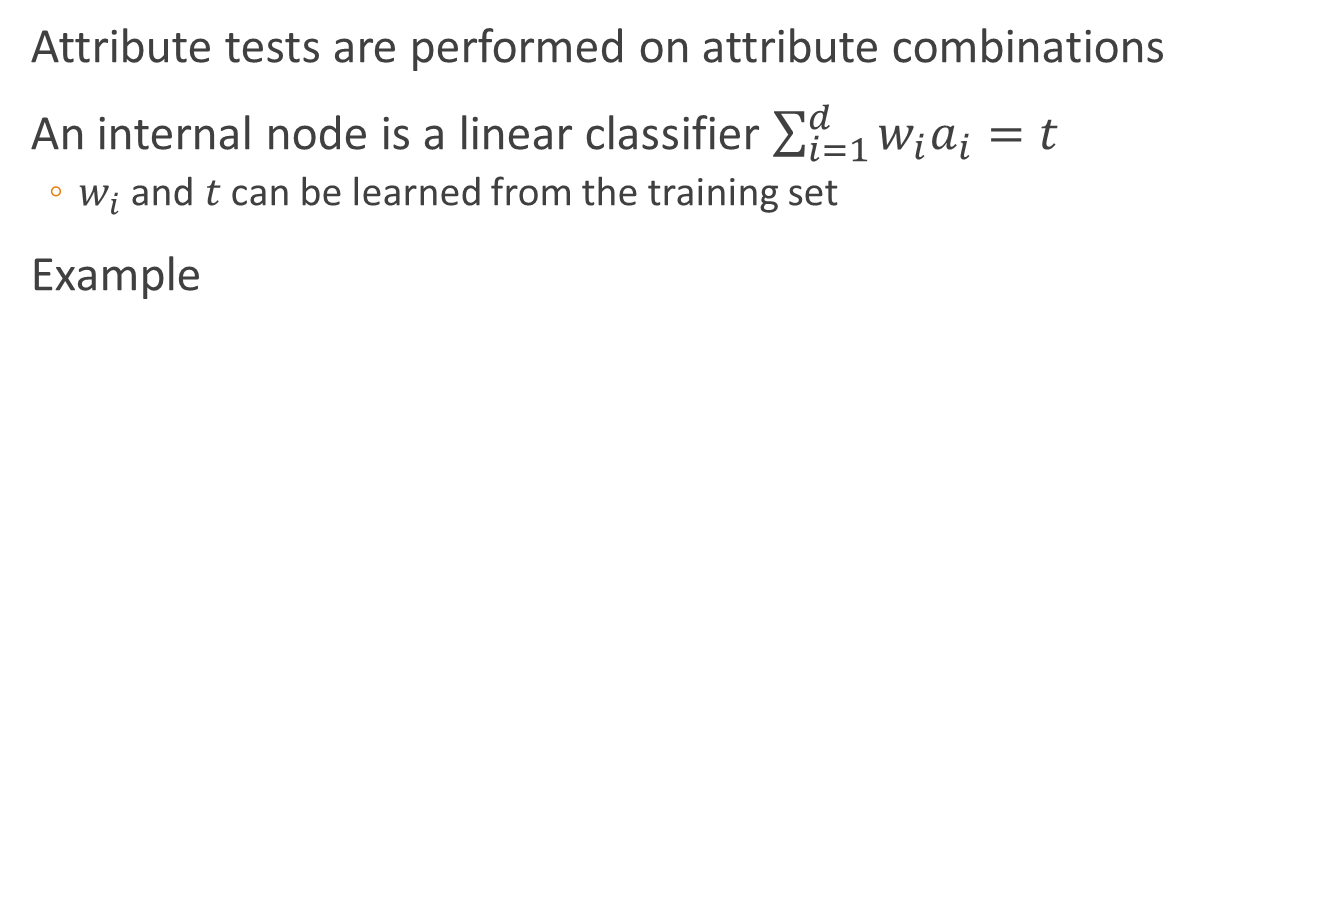 Attribute tests are performed on attribute combinations
An internal node is a linear classifier $\sum_{i=1}^{d} w_i a_i = t$
◦ $w_i$ and $t$ can be learned from the training set
Example